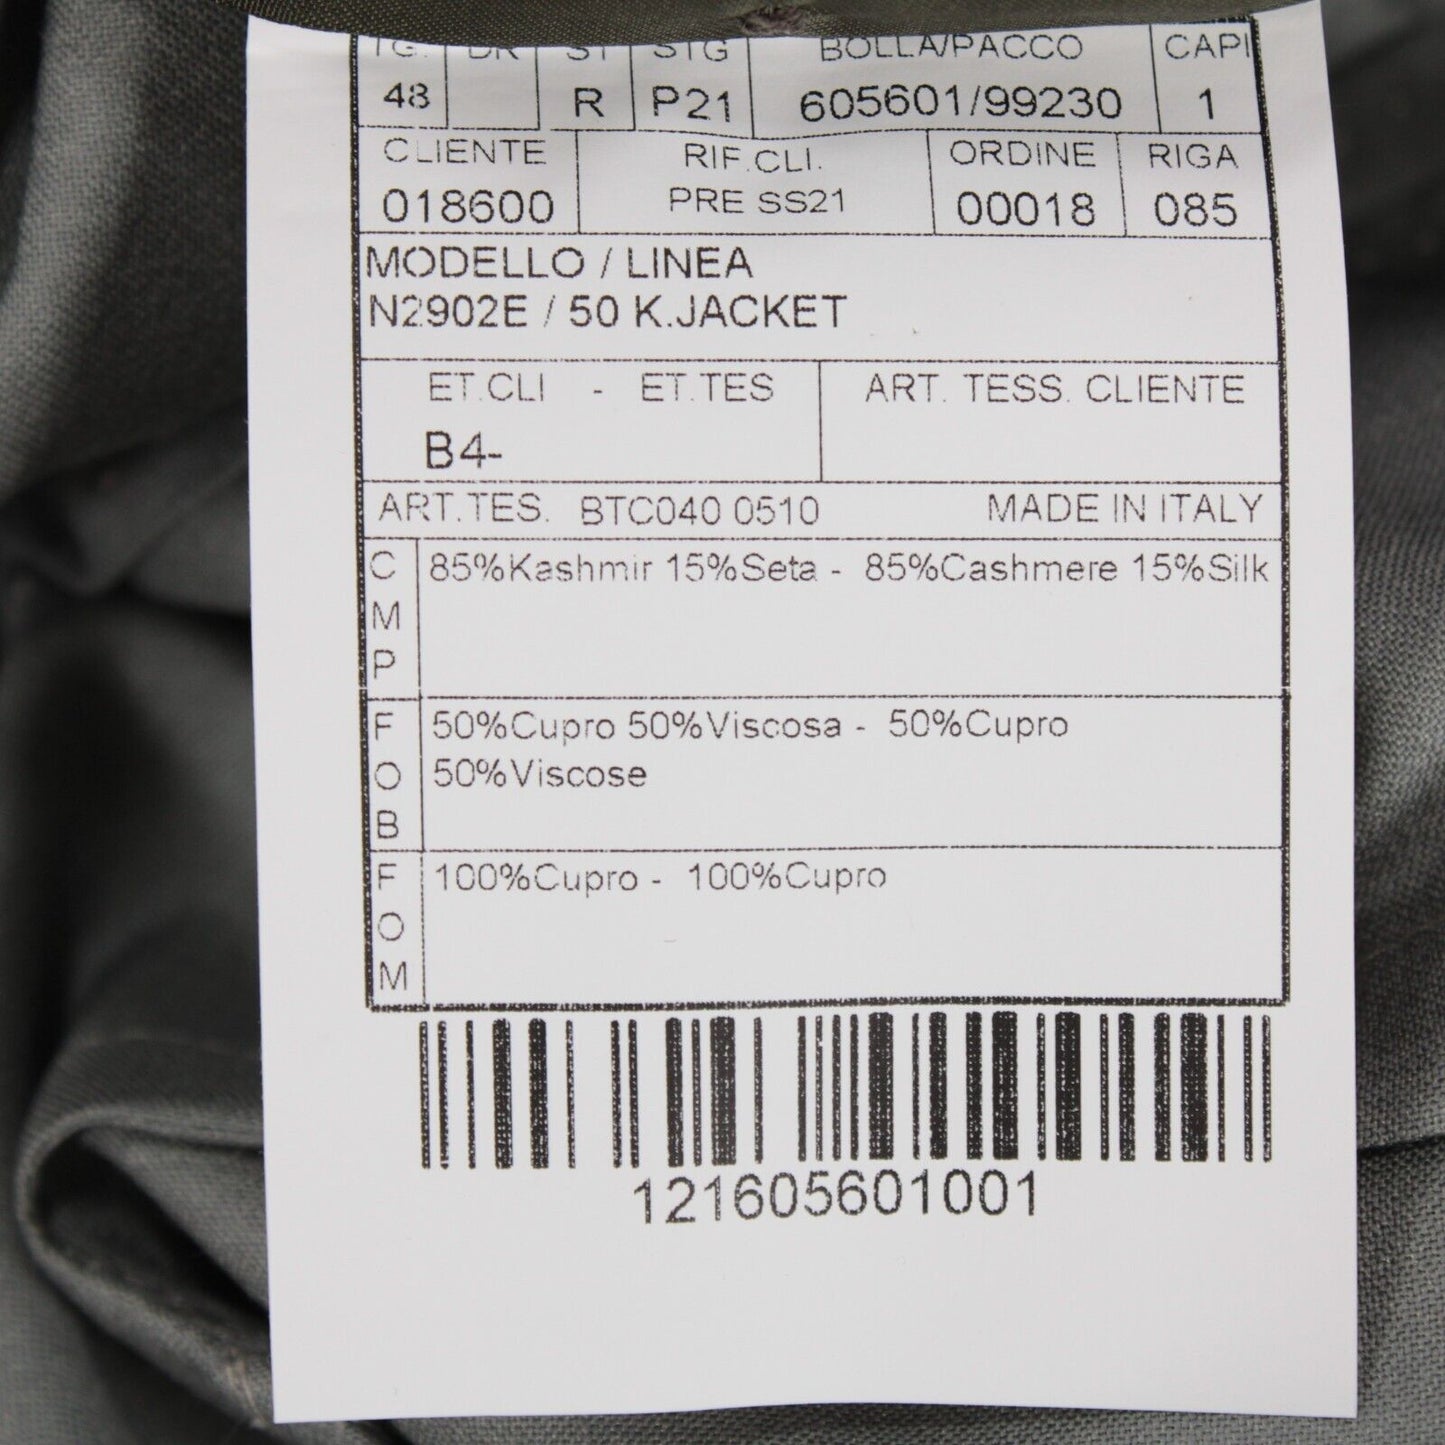 TG. DR ST STG BOLLA/PACCO CAPI
48 R P21 605601/99230 1
CLIENTE RIF.CLI. ORDINE RIGA
018600 PRE SS21 00018 085
MODELLO / LINEA
N2902E / 50 K.JACKET
ET.CLI - ET.TES ART. TESS. CLIENTE
B4-
ART.TES. BTC040 0510 MADE IN ITALY
CMP 85%Kashmir 15%Seta - 85%Cashmere 15%Silk
FOB 50%Cupro 50%Viscosa - 50%Cupro
50%Viscose
FOM 100%Cupro - 100%Cupro
121605601001